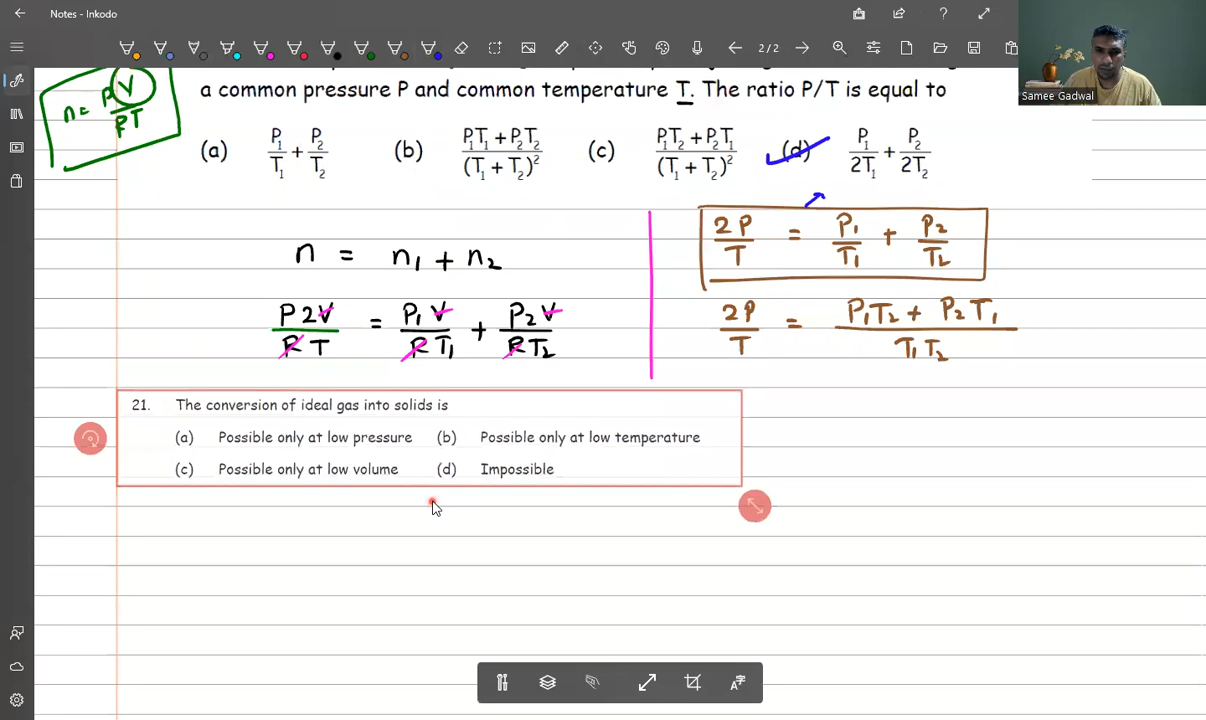 Notes - Inkodo
2/2
Samee Gadwal
n = PV/RT
a common pressure P and common temperature T. The ratio P/T is equal to
(a) P₁/T₁ + P₂/T₂ (b) (P₁T₁ + P₂T₂)/(T₁ + T₂)² (c) (P₁T₂ + P₂T₁)/(T₁ + T₂)² (d) P₁/2T₁ + P₂/2T₂
n = n₁ + n₂
P2V/RT = P₁V/RT₁ + P₂V/RT₂
2P/T = P₁/T₁ + P₂/T₂
2P/T = (P₁T₂ + P₂T₁)/T₁T₂
21. The conversion of ideal gas into solids is
(a) Possible only at low pressure (b) Possible only at low temperature
(c) Possible only at low volume (d) Impossible